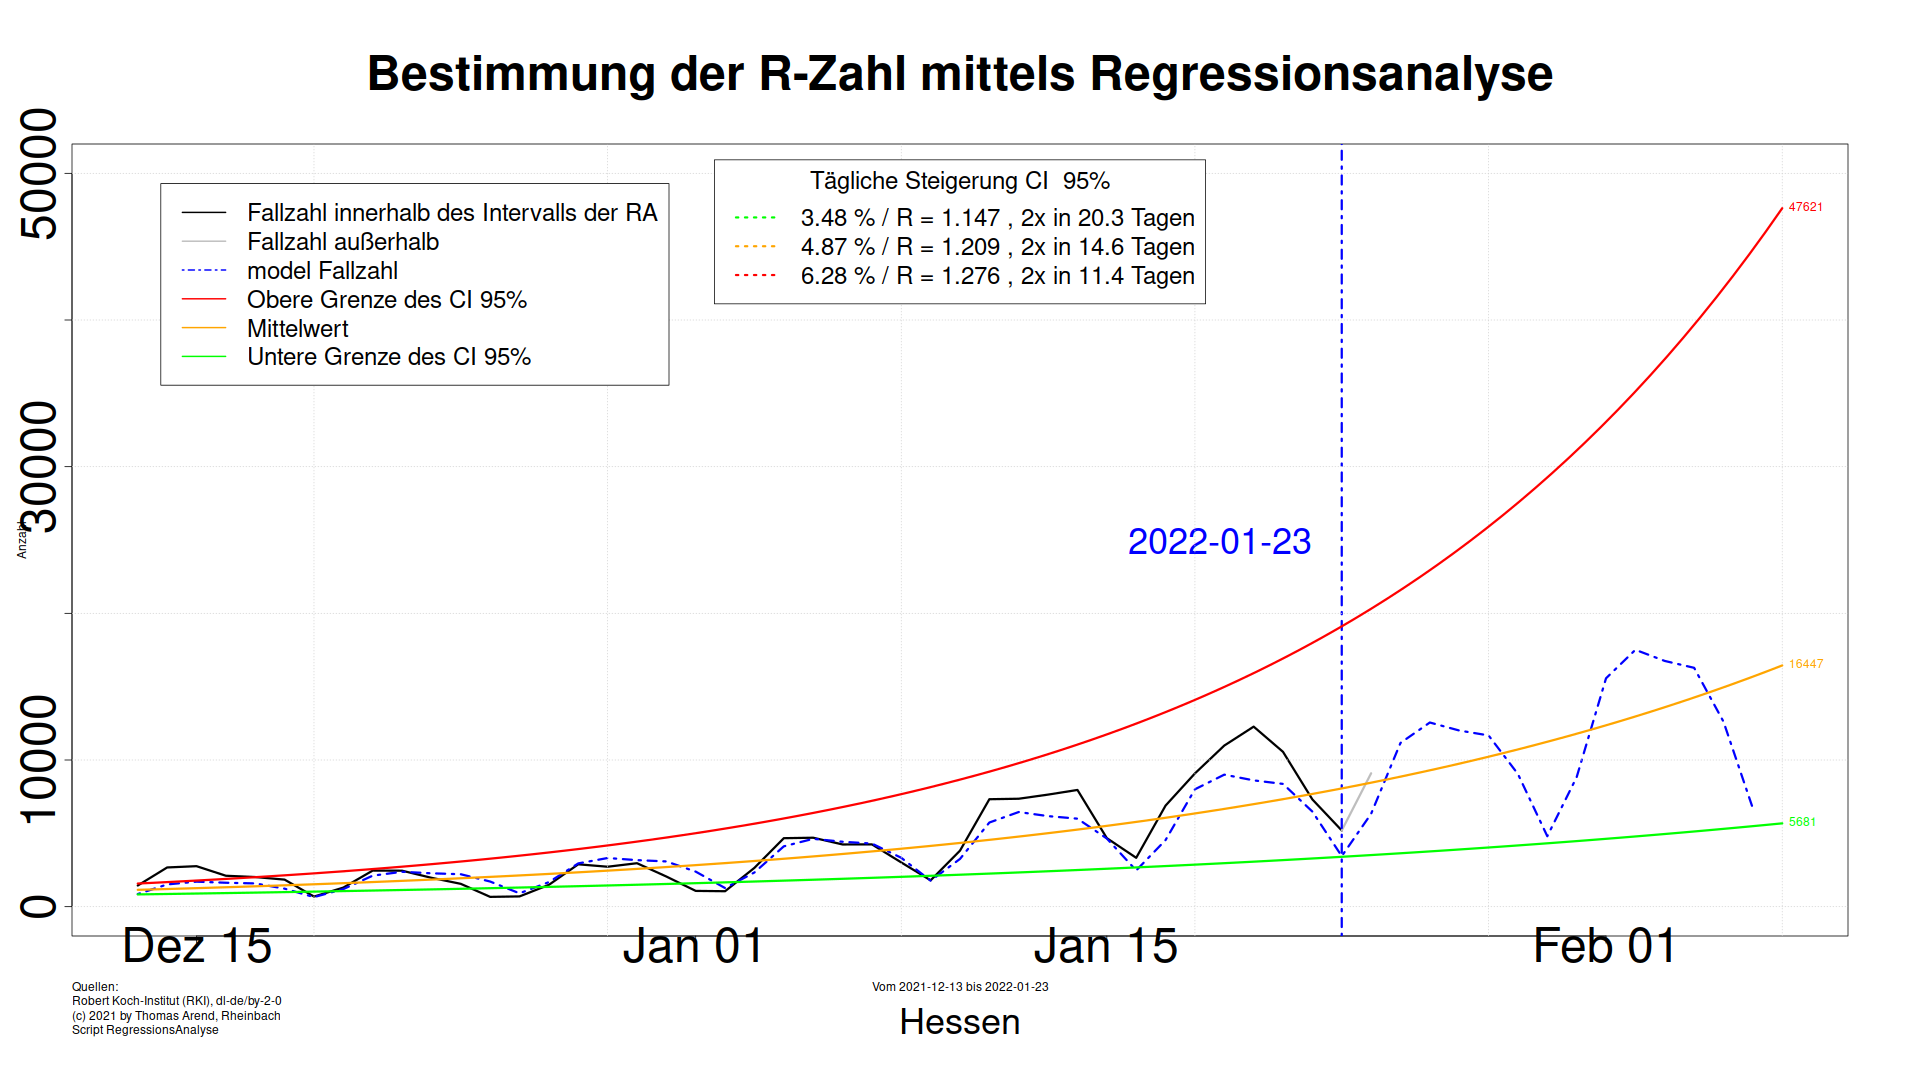 Bestimmung der R-Zahl mittels Regressionsanalyse
50000
30000
10000
0
Anzahl
Fallzahl innerhalb des Intervalls der RA
Fallzahl außerhalb
model Fallzahl
Obere Grenze des CI 95%
Mittelwert
Untere Grenze des CI 95%
Tägliche Steigerung CI  95%
3.48 % / R = 1.147 , 2x in 20.3 Tagen
4.87 % / R = 1.209 , 2x in 14.6 Tagen
6.28 % / R = 1.276 , 2x in 11.4 Tagen
47621
2022-01-23
16447
5681
Dez 15
Jan 01
Jan 15
Feb 01
Quellen:
Robert Koch-Institut (RKI), dl-de/by-2-0
(c) 2021 by Thomas Arend, Rheinbach
Script RegressionsAnalyse
Vom 2021-12-13 bis 2022-01-23
Hessen